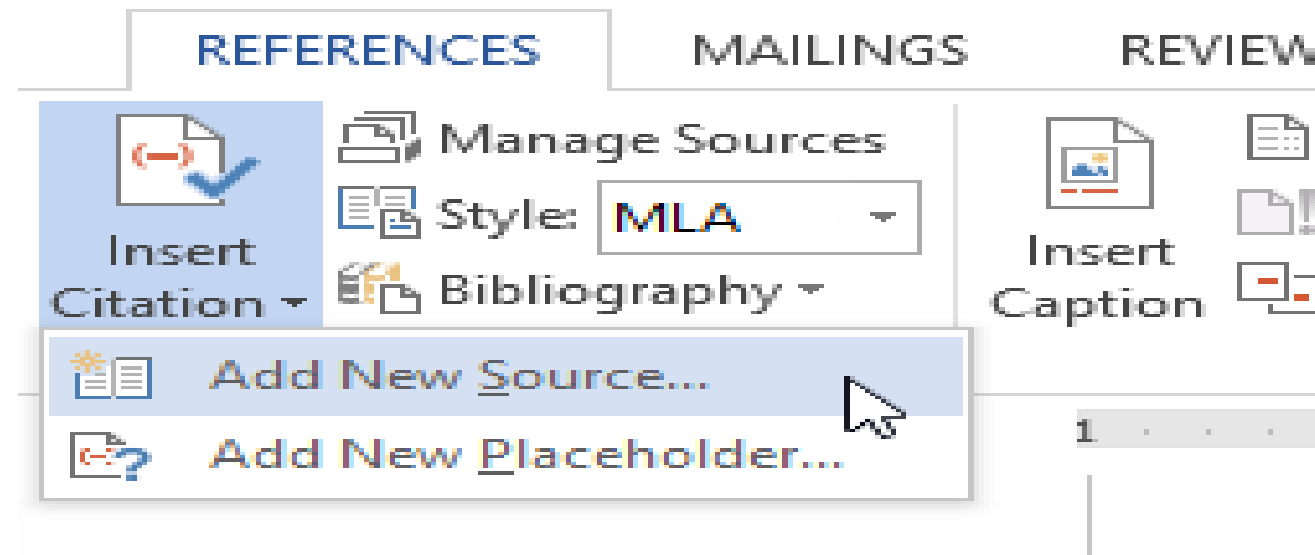 REFERENCES MAILINGS REVIEW
Manage Sources
Style: MLA
Insert
Citation
Bibliography
Insert
Caption
Add New Source...
Add New Placeholder...
1